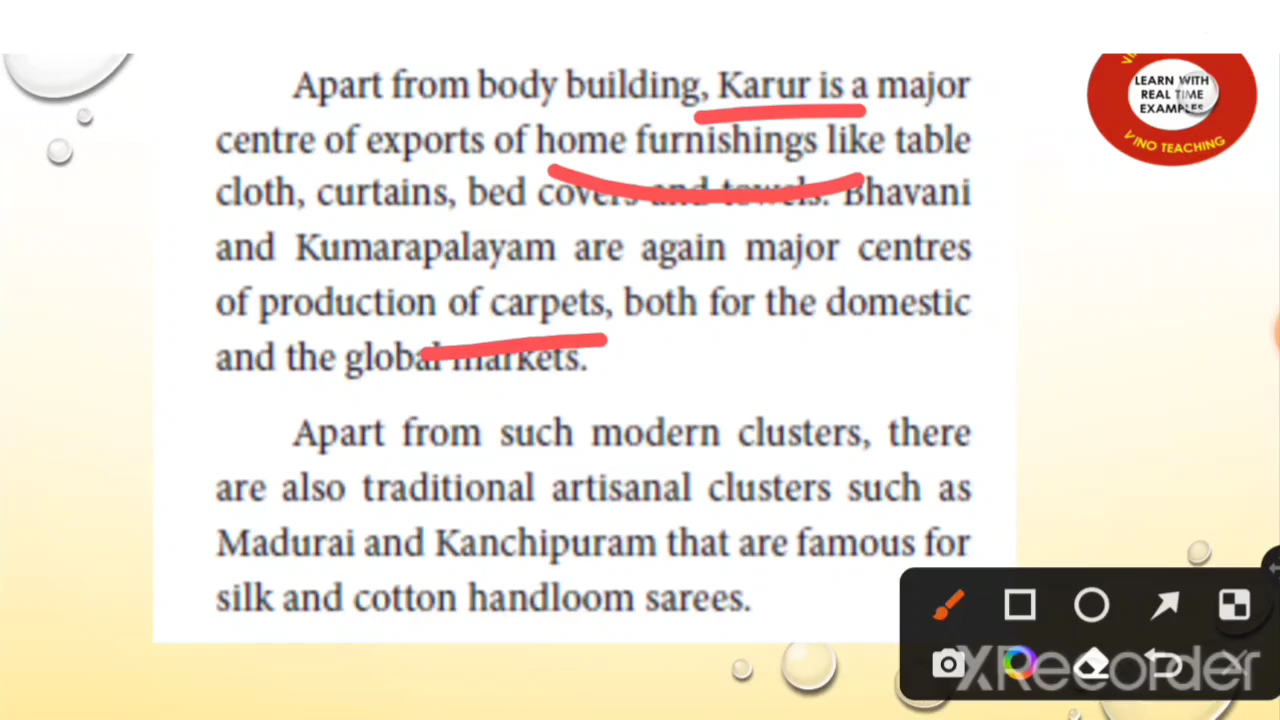 Apart from body building, Karur is a major
centre of exports of home furnishings like table
cloth, curtains, bed covers and towels. Bhavani
and Kumarapalayam are again major centres
of production of carpets, both for the domestic
and the global markets.
Apart from such modern clusters, there
are also traditional artisanal clusters such as
Madurai and Kanchipuram that are famous for
silk and cotton handloom sarees.
LEARN WITH
REAL TIME
EXAMPLES
VINO TEACHING
XRecorder